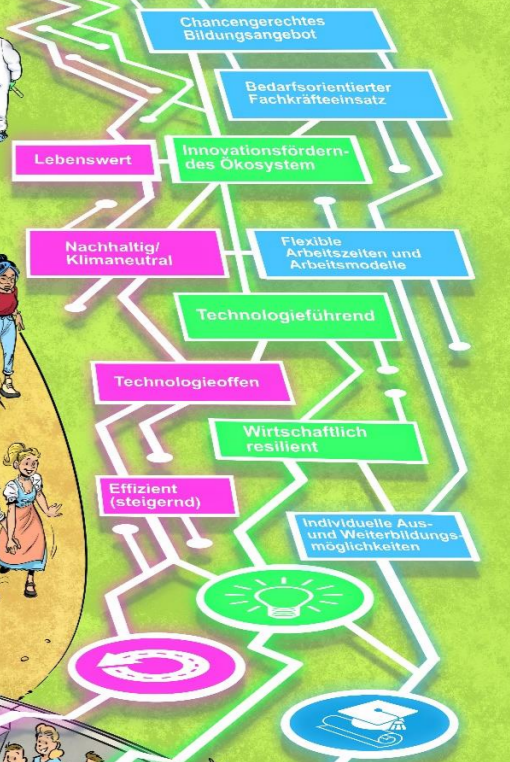 Chancengerechtes
Bildungsangebot
Bedarfsorientierter
Fachkräfteeinsatz
Lebenswert
Innovationsfördern-
des Ökosystem
Nachhaltig/
Klimaneutral
Flexible
Arbeitszeiten und
Arbeitsmodelle
Technologieführend
Technologieoffen
Wirtschaftlich
resilient
Effizient
(steigernd)
Individuelle Aus-
und Weiterbildungs-
möglichkeiten